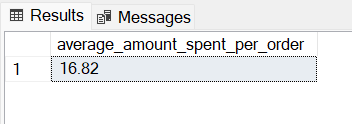 Results Messages
average_amount_spent_per_order
1 16.82